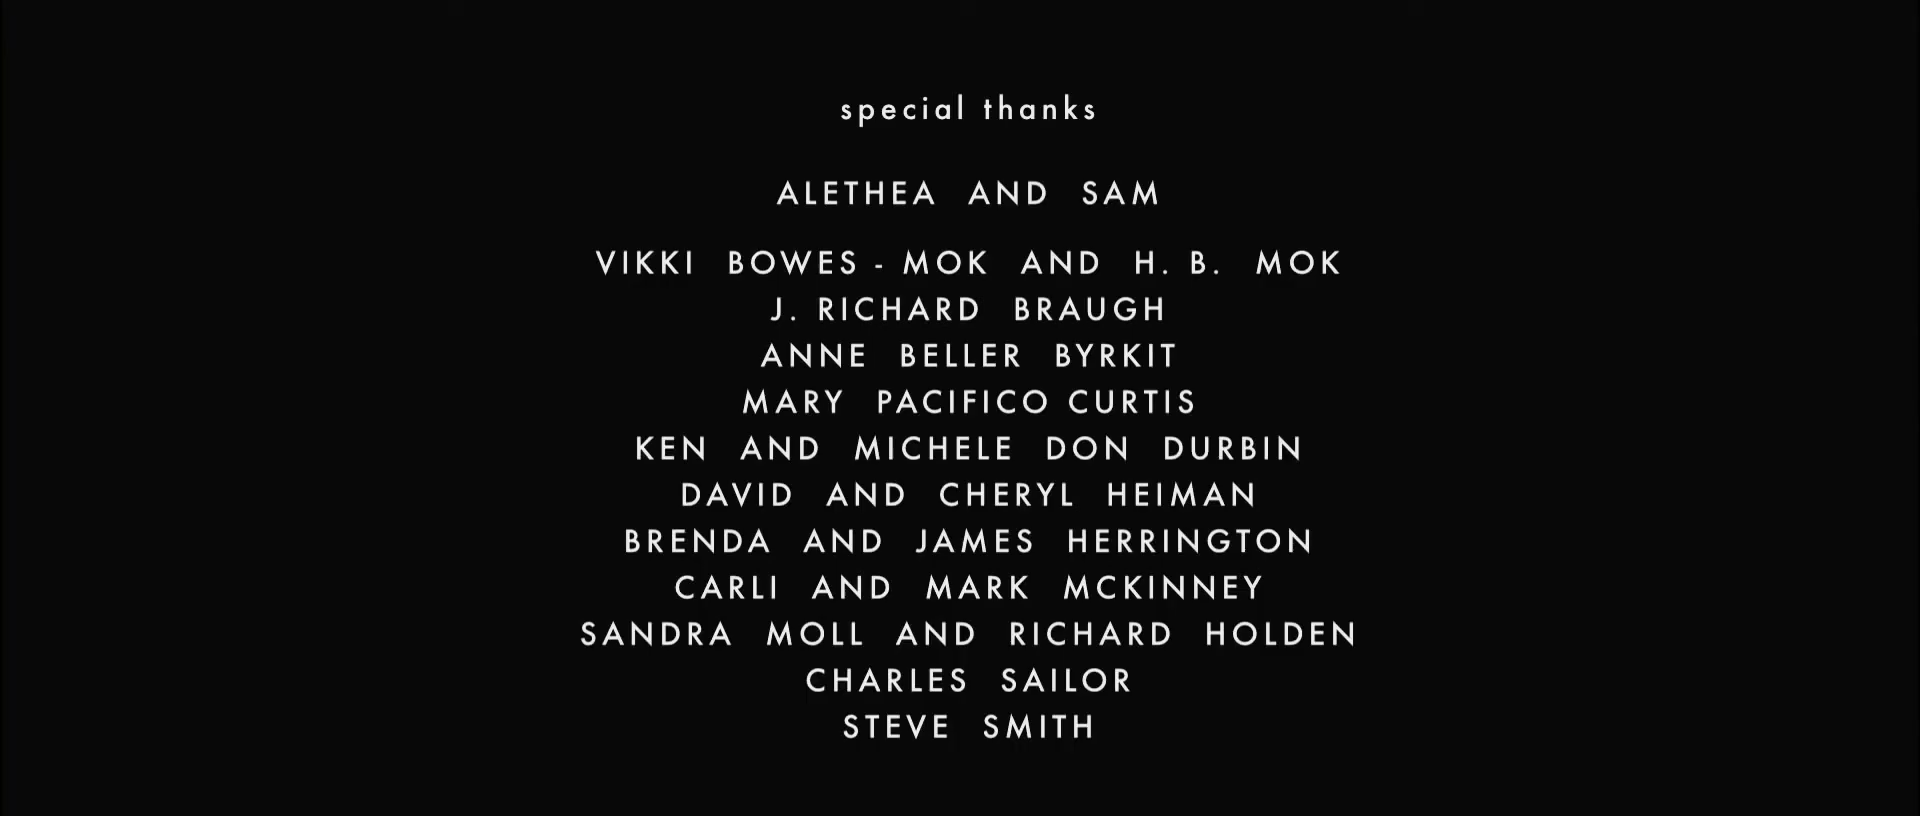 special thanks
ALETHEA AND SAM
VIKKI BOWES - MOK AND H. B. MOK
J. RICHARD BRAUGH
ANNE BELLER BYRKIT
MARY PACIFICO CURTIS
KEN AND MICHELE DON DURBIN
DAVID AND CHERYL HEIMAN
BRENDA AND JAMES HERRINGTON
CARLI AND MARK MCKINNEY
SANDRA MOLL AND RICHARD HOLDEN
CHARLES SAILOR
STEVE SMITH